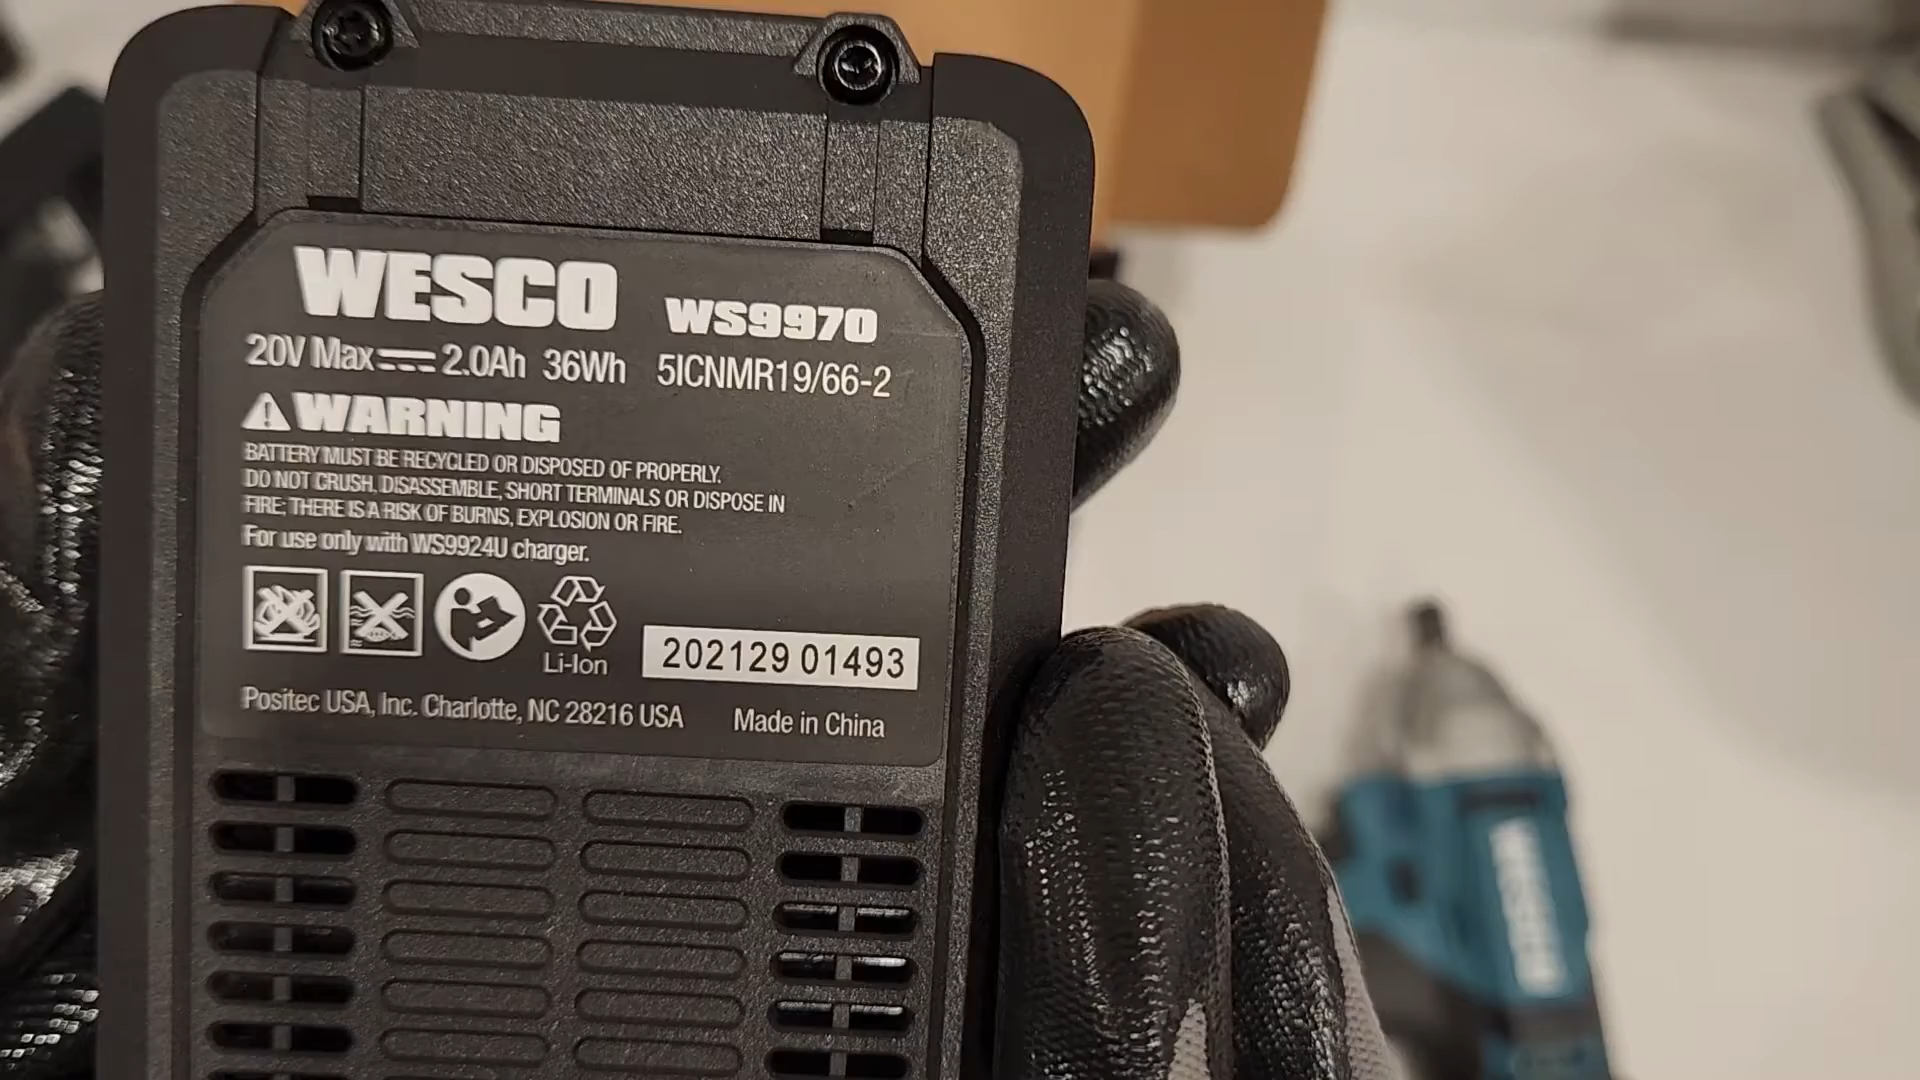 WESCO WS9970
20V Max 2.0Ah 36Wh 5ICNMR19/66-2
WARNING
BATTERY MUST BE RECYCLED OR DISPOSED OF PROPERLY.
DO NOT CRUSH, DISASSEMBLE, SHORT TERMINALS OR DISPOSE IN
FIRE; THERE IS A RISK OF BURNS, EXPLOSION OR FIRE.
For use only with WS9924U charger.
Li-Ion
202129 01493
Positec USA, Inc. Charlotte, NC 28216 USA Made in China